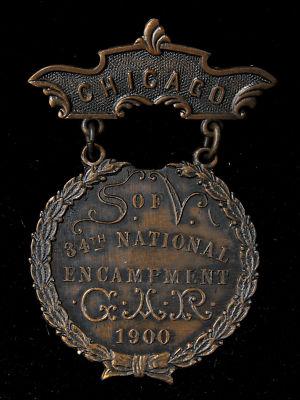 CHICAGO
S. of V.
34TH NATIONAL
ENCAMPMENT
G.A.R.
1900